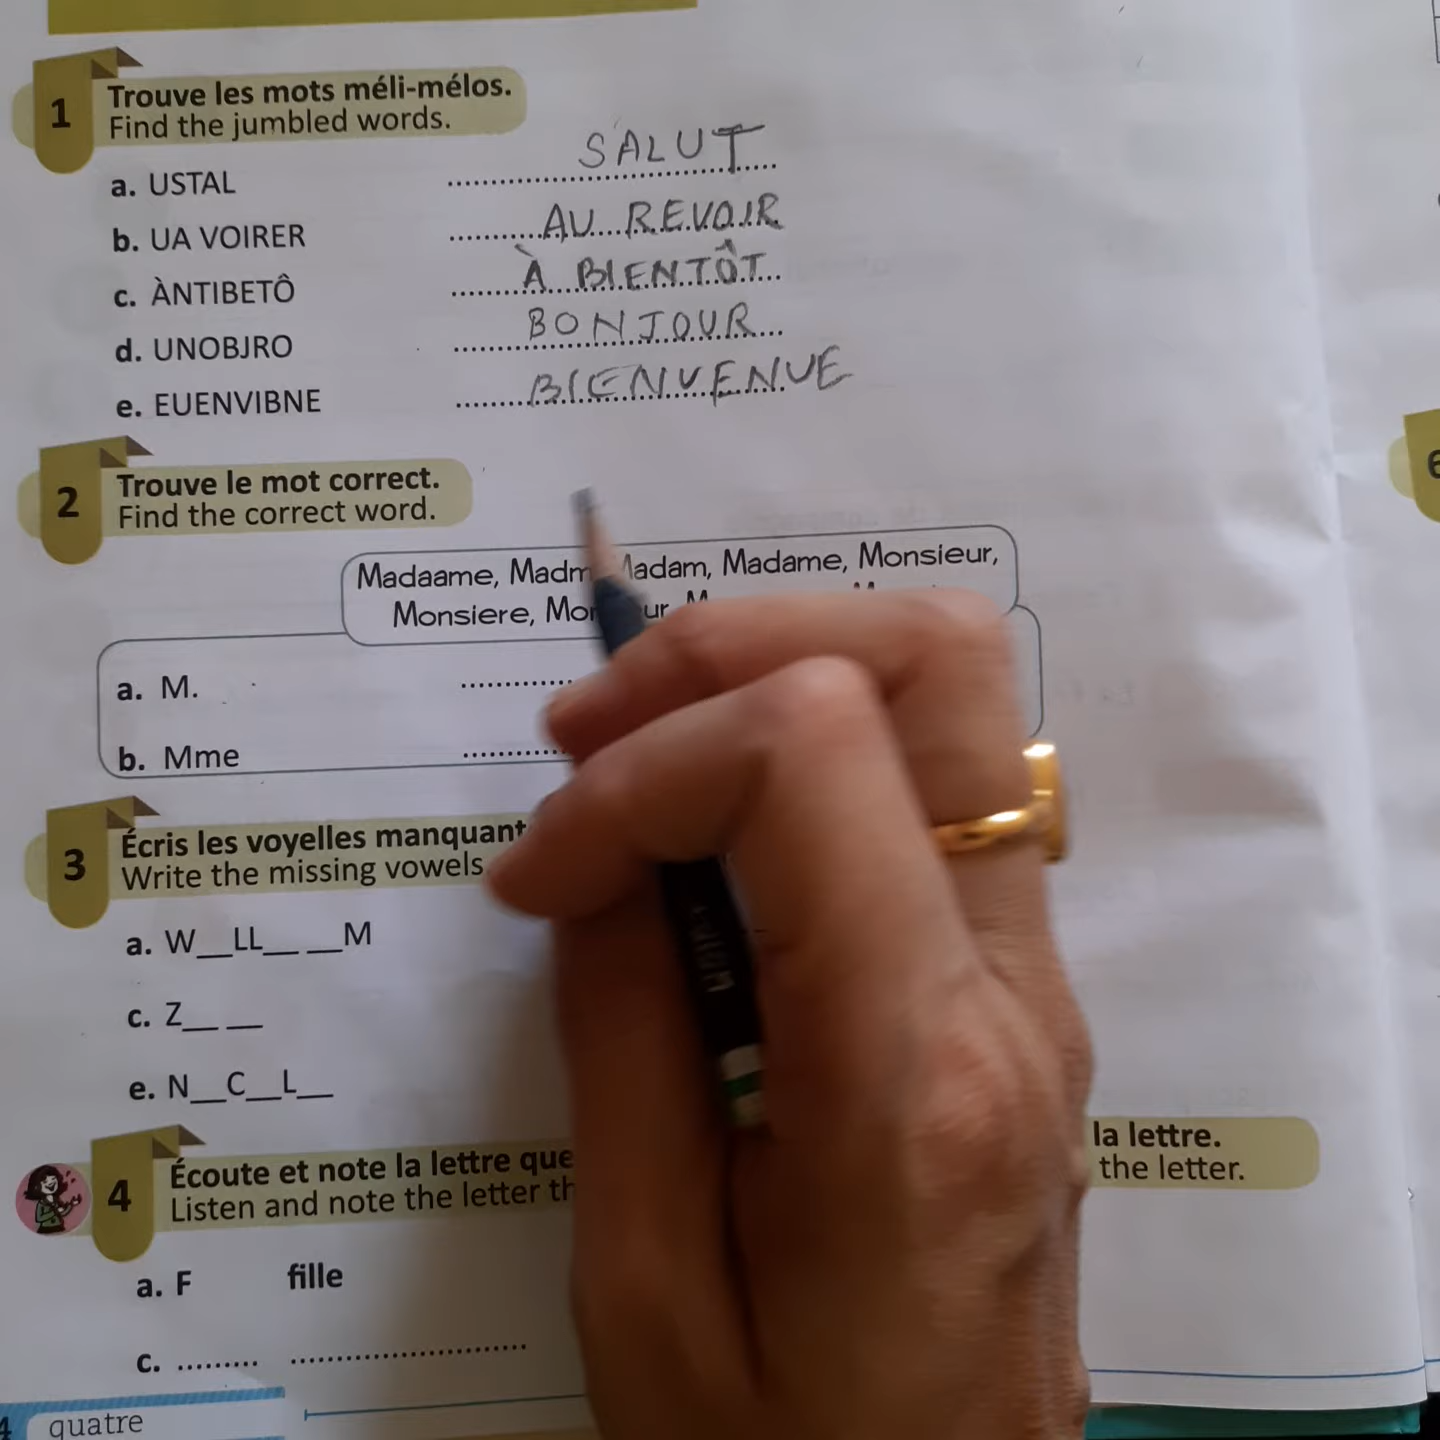 1 Trouve les mots méli-mélos.
Find the jumbled words.
a. USTAL SALUT
b. UA VOIRER AU REVOIR
c. ÀNTIBETÔ À BIENTÔT
d. UNOBJRO BONJOUR
e. EUENVIBNE BIENVENUE
2 Trouve le mot correct.
Find the correct word.
Madaame, Madame, Monsieur,
Monsiere,
a. M.
b. Mme
3 Écris les voyelles
Write the missing vowels
a. W__LL__ __M
c. Z__ __
e. N__C__L__
4 Écoute et note la lettre que la lettre.
Listen and note the letter the letter.
a. F fille
c.
quatre